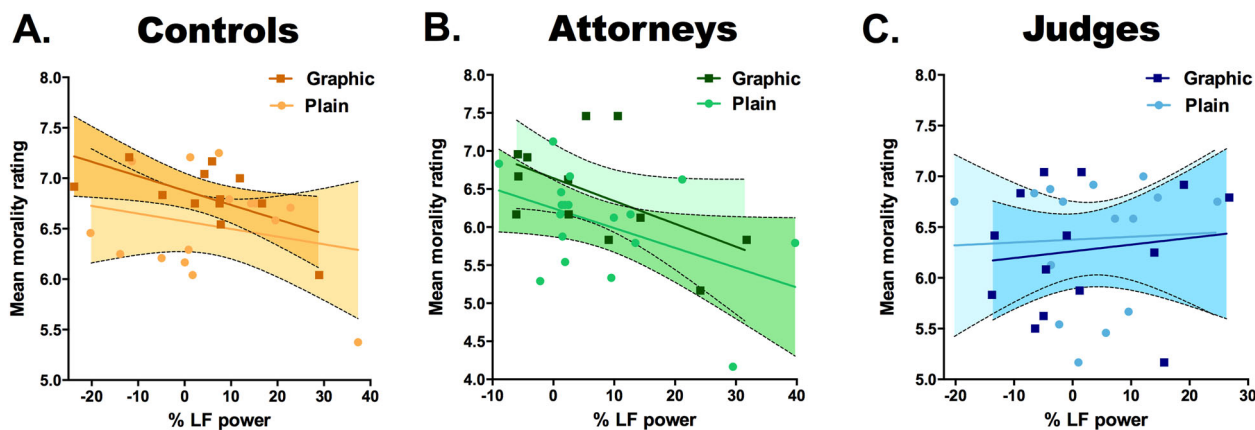 A. Controls
Graphic
Plain
Mean morality rating
8.0
7.5
7.0
6.5
6.0
5.5
5.0
-20 -10 0 10 20 30 40
% LF power
B. Attorneys
Graphic
Plain
Mean morality rating
8.0
7.5
7.0
6.5
6.0
5.5
5.0
4.5
4.0
-10 0 10 20 30 40
% LF power
C. Judges
Graphic
Plain
Mean morality rating
8.0
7.5
7.0
6.5
6.0
5.5
5.0
-20 -10 0 10 20 30
% LF power